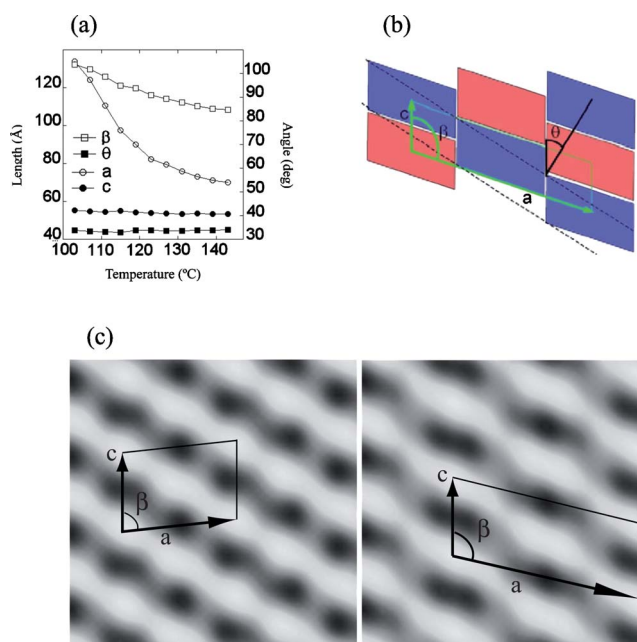 (a)
120
100
80
60
40
Length (Å)
β
θ
a
c
100
90
80
70
60
50
40
30
Angle (deg)
100 110 120 130 140
Temperature (ºC)
(b)
c
β
θ
a
(c)
c
β
a
c
β
a